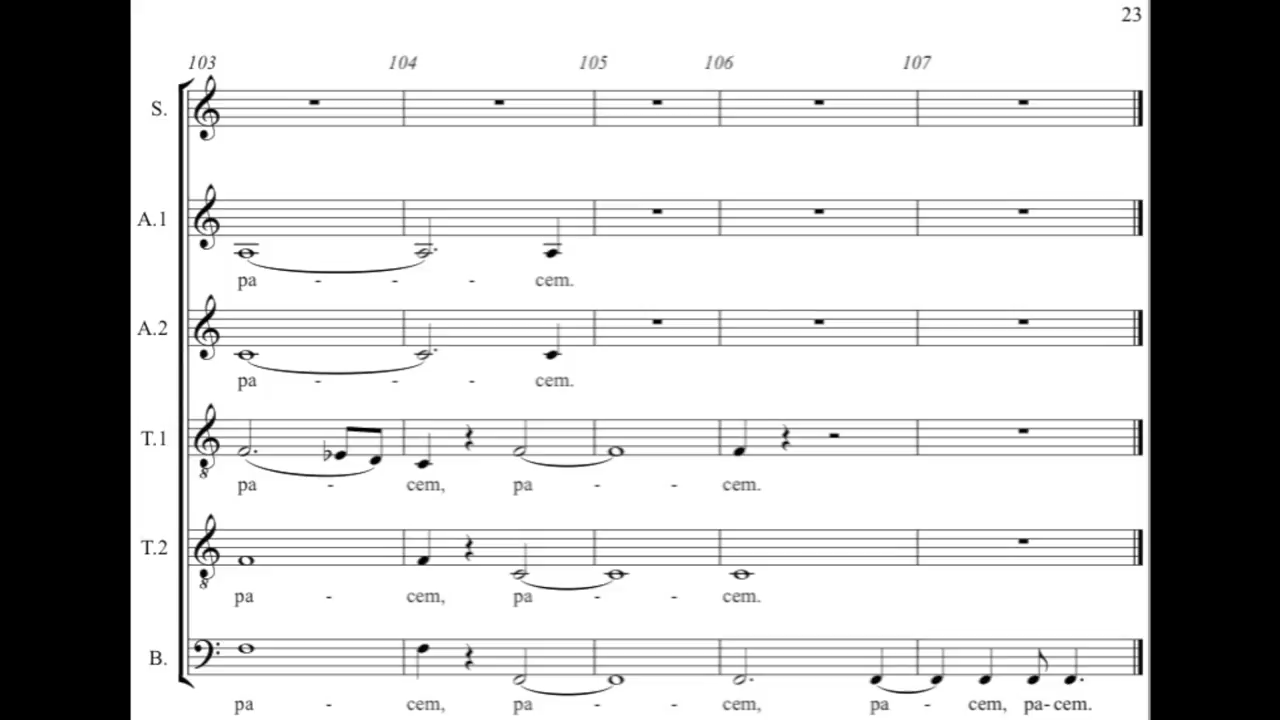 23
103 104 105 106 107
S.
A.1
pa - - - cem.
A.2
pa - - - cem.
T.1
pa - cem, pa - - cem.
T.2
pa - cem, pa - - cem.
B.
pa - cem, pa - - cem, pa - cem, pa- cem.